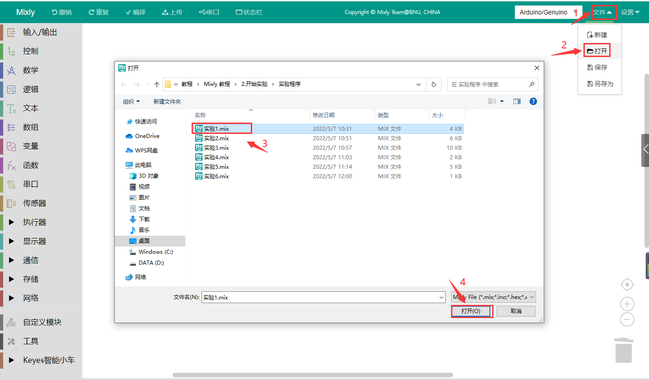 Mixly 撤销 重复 编译 上传 串口 状态栏 Copyright © Mixly Team@BNU, CHINA Arduino/Genuino 1 文件 设置
新建
2 打开
保存
另存为
输入/输出
控制
数学
逻辑
文本
数组
变量
函数
串口
传感器
执行器
显示器
通信
存储
网络
自定义模块
工具
Keyes智能小车
打开
« 教程 › Mixly 教程 › 2.开始实验 › 实验程序 在 实验程序 中搜索
组织 新建文件夹
快速访问
OneDrive
WPS网盘
此电脑
3D 对象
视频
图片
文档
下载
音乐
桌面
Windows (C:)
DATA (D:)
网络
名称 修改日期 类型 大小
实验1.mix 2022/5/7 10:31 MIX 文件 4 KB
实验2.mix 2022/5/7 10:51 MIX 文件 6 KB
实验3.mix 2022/5/7 10:57 MIX 文件 10 KB
实验4.mix 2022/5/7 11:03 MIX 文件 2 KB
实验5.mix 2022/5/7 11:14 MIX 文件 5 KB
实验6.mix 2022/5/7 12:00 MIX 文件 1 KB
3
4
文件名(N): 实验1.mix File (*.mix;*.ino;*.hex;*.
打开(O) 取消